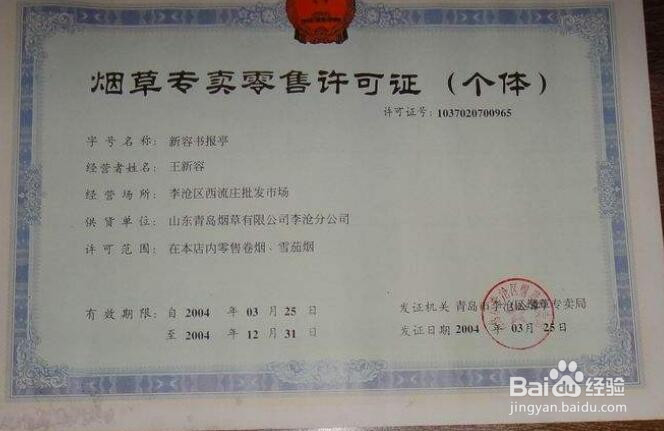 烟草专卖零售许可证（个体）
许可证号：1037020700965
字号名称：新容书报亭
经营者姓名：王新容
经营场所：李沧区西流庄批发市场
供货单位：山东青岛烟草有限公司李沧分公司
许可范围：在本店内零售卷烟、雪茄烟
有效期限：自 2004 年 03 月 25 日
至 2004 年 12 月 31 日
发证机关 青岛市李沧区烟草专卖局
发证日期 2004 年 03 月 25 日
Baidu经验
jingyan.baidu.com